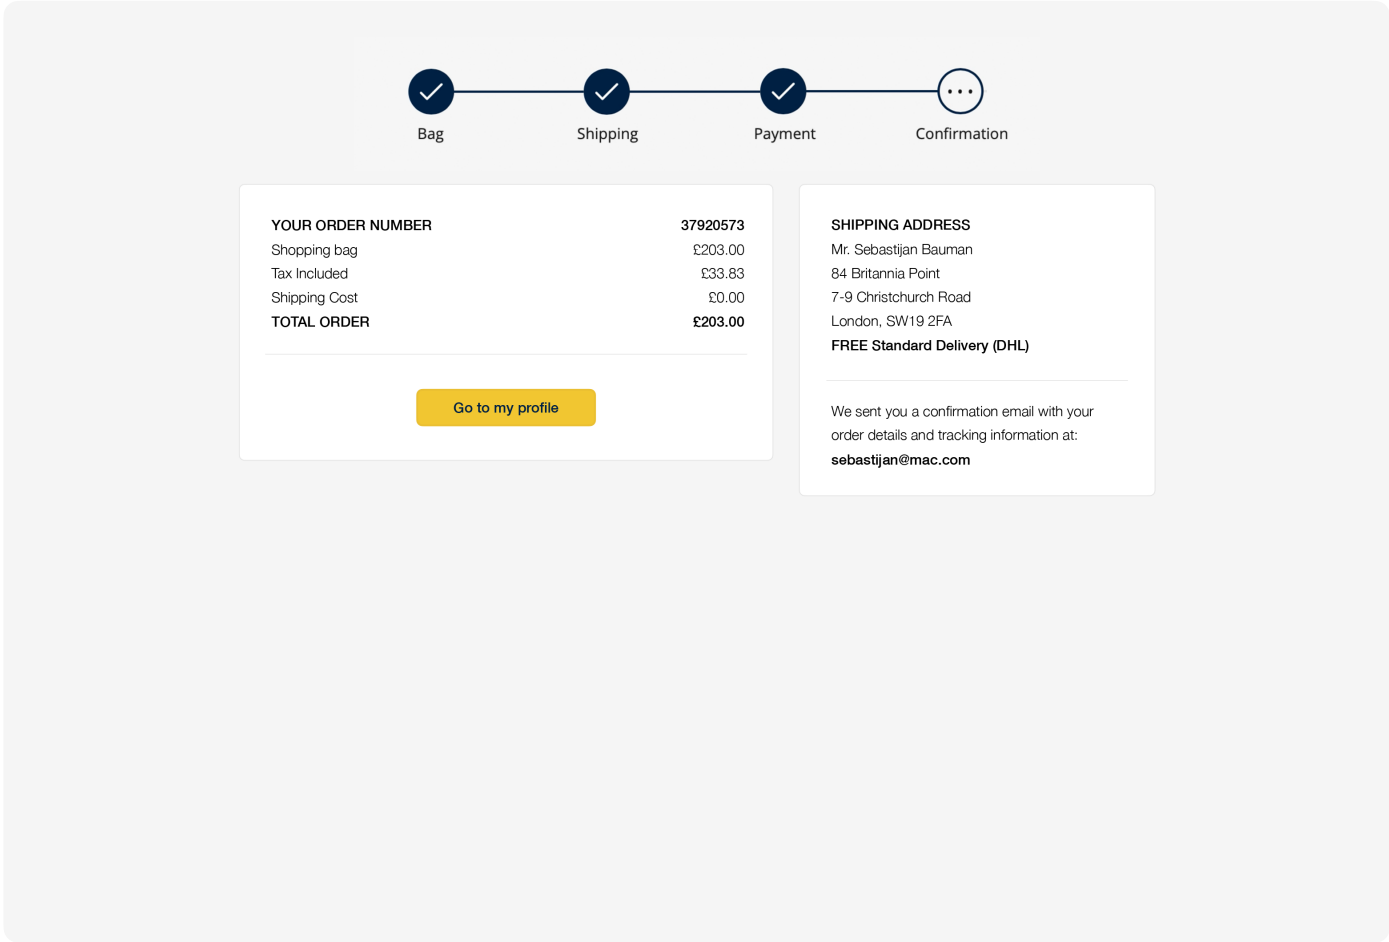 Bag
Shipping
Payment
Confirmation
YOUR ORDER NUMBER 37920573
Shopping bag £203.00
Tax Included £33.83
Shipping Cost £0.00
TOTAL ORDER £203.00
Go to my profile
SHIPPING ADDRESS
Mr. Sebastijan Bauman
84 Britannia Point
7-9 Christchurch Road
London, SW19 2FA
FREE Standard Delivery (DHL)
We sent you a confirmation email with your
order details and tracking information at:
sebastijan@mac.com